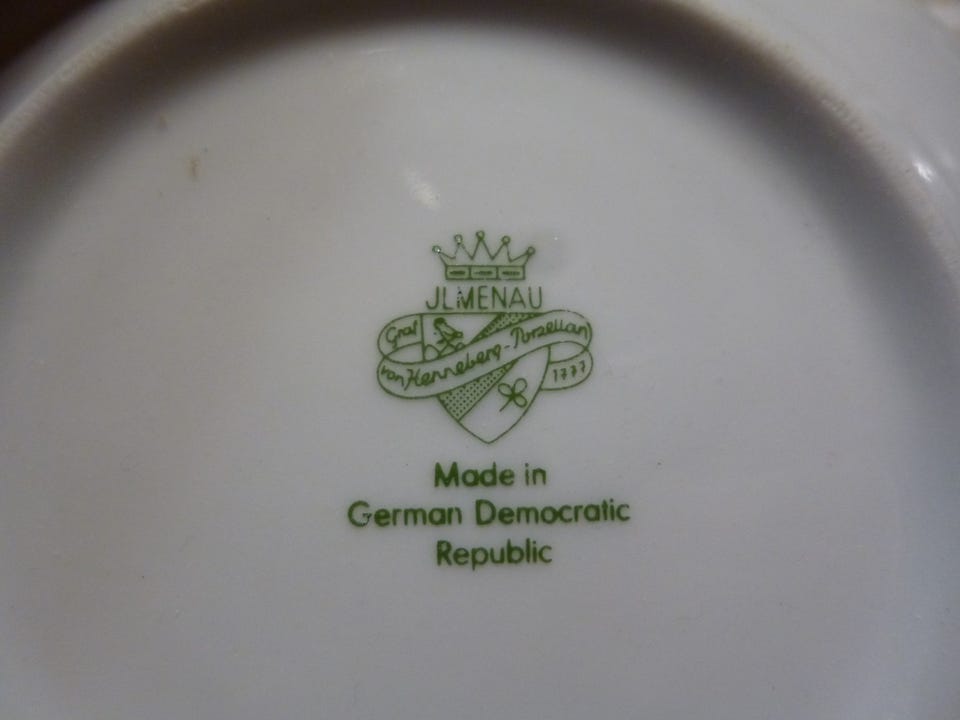 JLMENAU
Graf
von Henneberg-Porzellan
1777
Made in
German Democratic
Republic